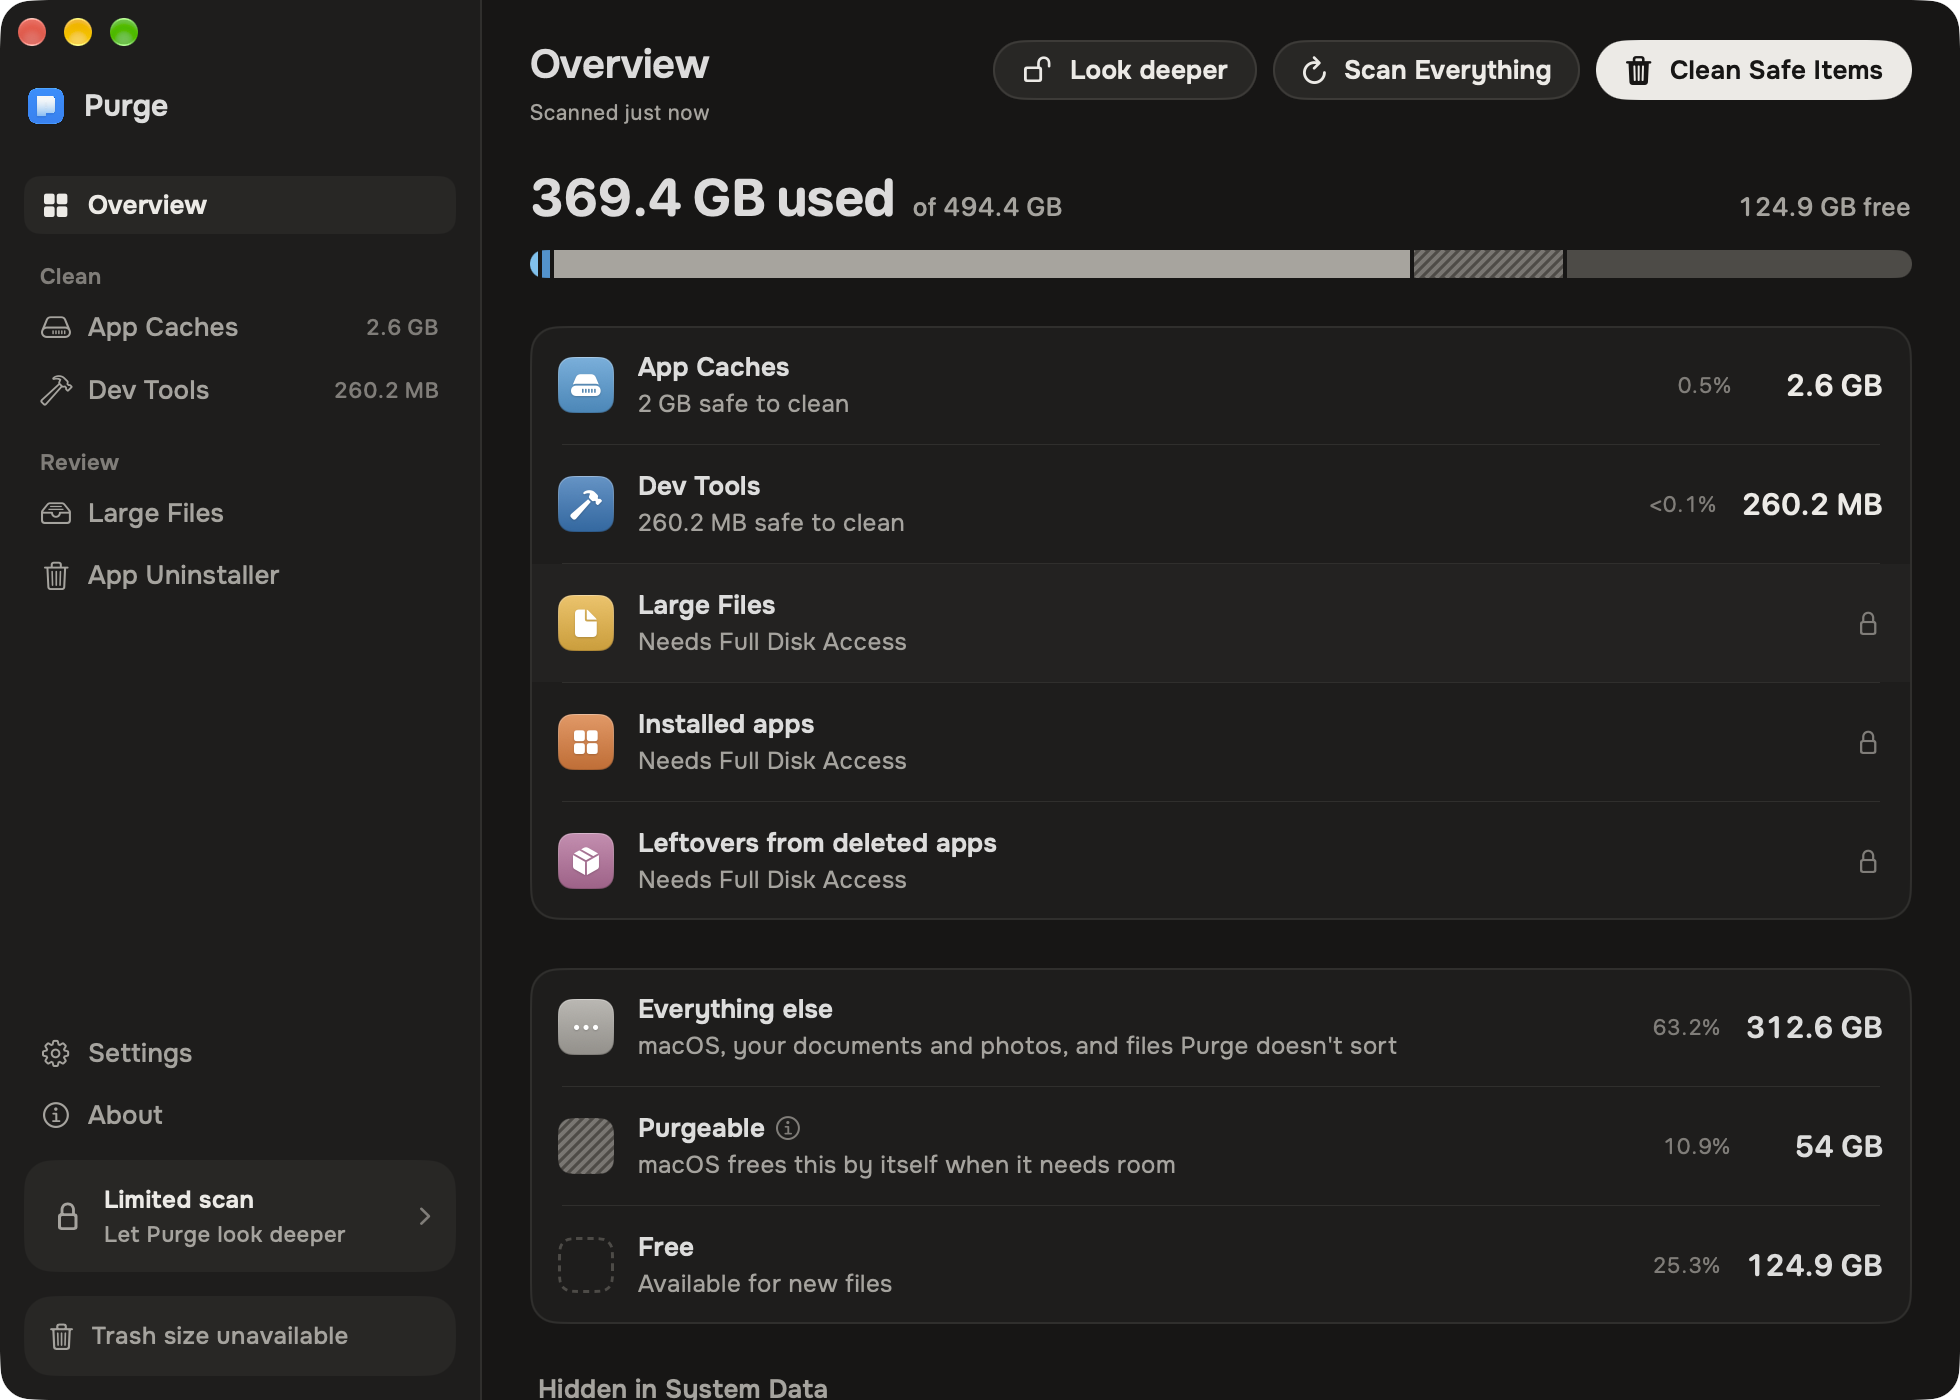 Purge
Overview
Clean
App Caches 2.6 GB
Dev Tools 260.2 MB
Review
Large Files
App Uninstaller
Settings
About
Limited scan
Let Purge look deeper
Trash size unavailable
Overview
Scanned just now
Look deeper
Scan Everything
Clean Safe Items
369.4 GB used of 494.4 GB
124.9 GB free
App Caches
2 GB safe to clean
0.5% 2.6 GB
Dev Tools
260.2 MB safe to clean
<0.1% 260.2 MB
Large Files
Needs Full Disk Access
Installed apps
Needs Full Disk Access
Leftovers from deleted apps
Needs Full Disk Access
Everything else
macOS, your documents and photos, and files Purge doesn't sort
63.2% 312.6 GB
Purgeable
macOS frees this by itself when it needs room
10.9% 54 GB
Free
Available for new files
25.3% 124.9 GB
Hidden in System Data